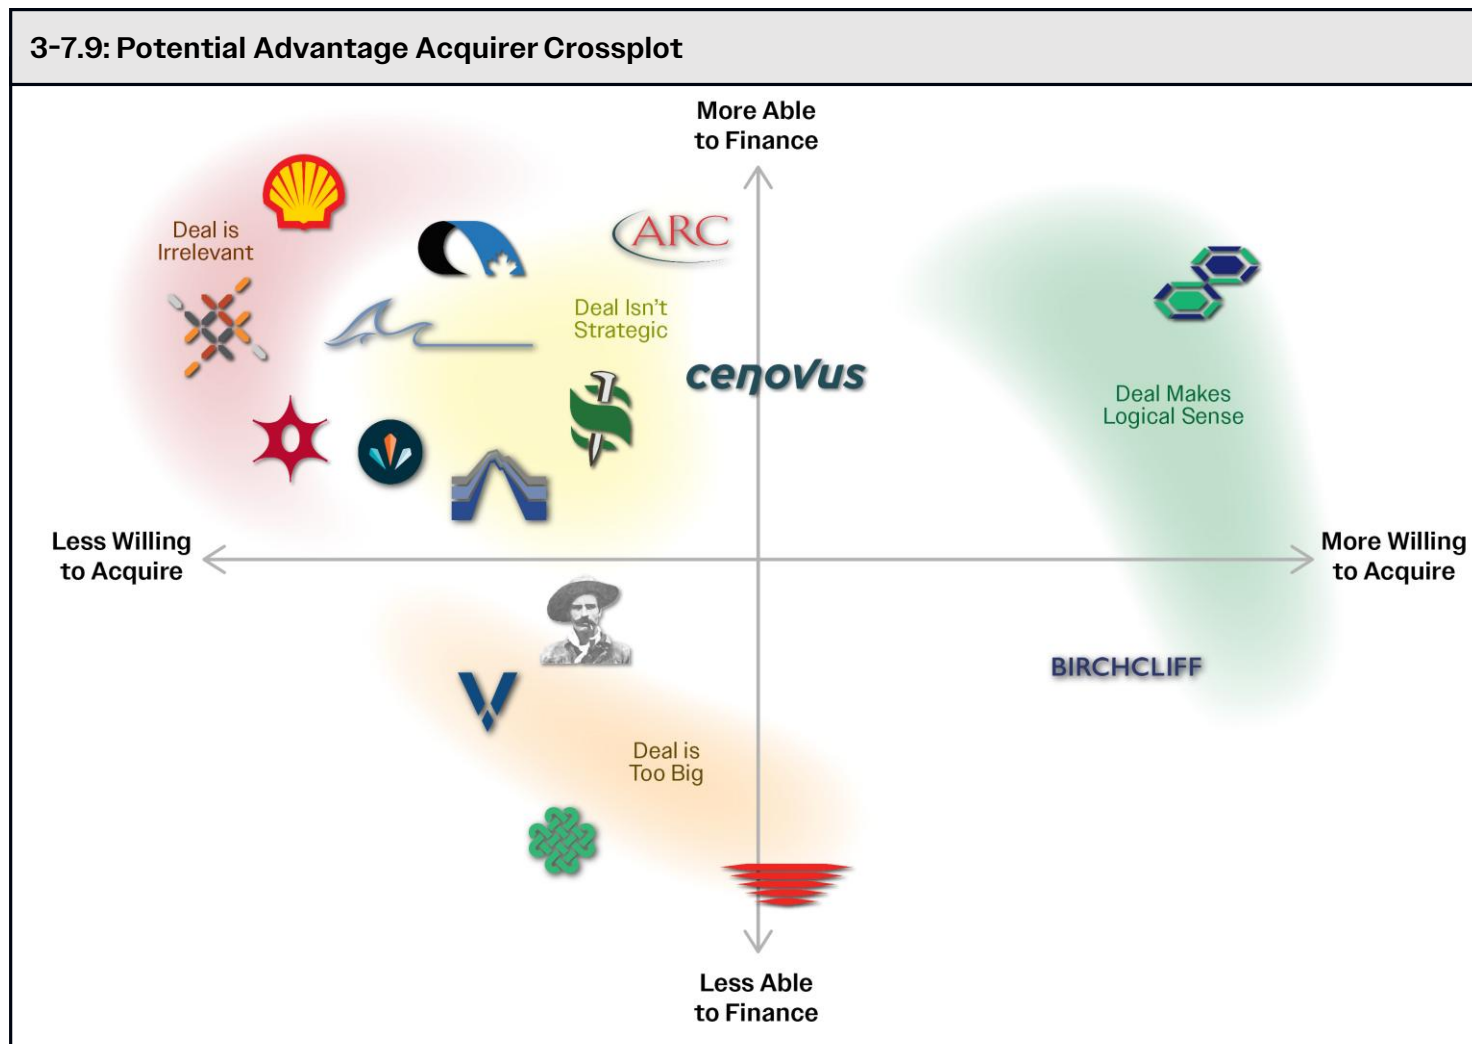 3-7.9: Potential Advantage Acquirer Crossplot
More Able
to Finance
Deal is
Irrelevant
ARC
Deal Isn't
Strategic
cenovus
Deal Makes
Logical Sense
Less Willing
to Acquire
More Willing
to Acquire
BIRCHCLIFF
Deal is
Too Big
Less Able
to Finance